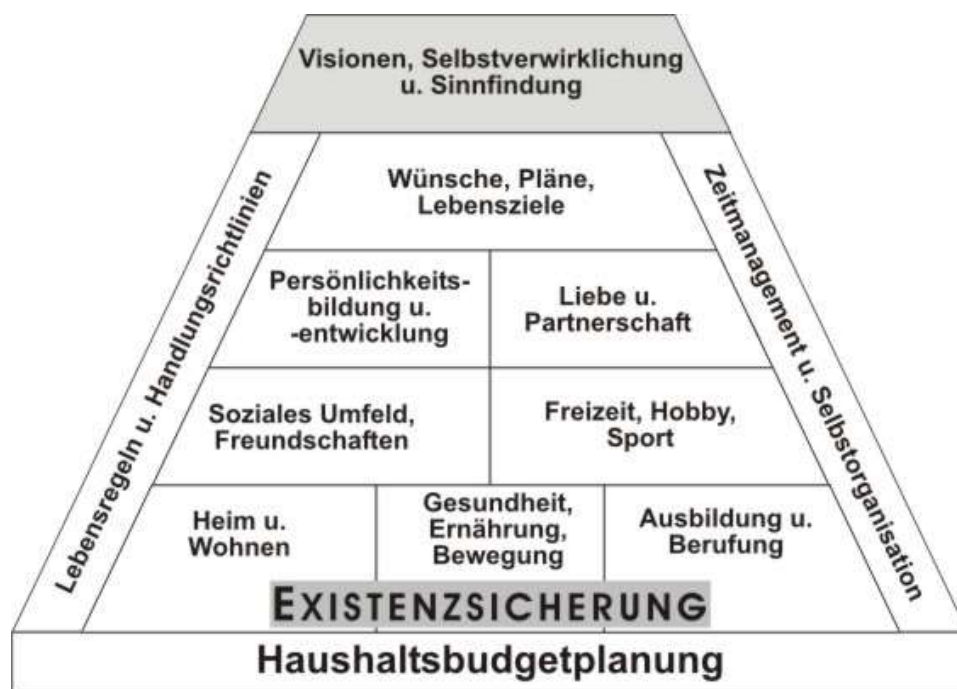 Visionen, Selbstverwirklichung
u. Sinnfindung
Lebensregeln u. Handlungsrichtlinien
Zeitmanagement u. Selbstorganisation
Wünsche, Pläne,
Lebensziele
Persönlichkeits-
bildung u.
-entwicklung
Liebe u.
Partnerschaft
Soziales Umfeld,
Freundschaften
Freizeit, Hobby,
Sport
Heim u.
Wohnen
Gesundheit,
Ernährung,
Bewegung
Ausbildung u.
Berufung
EXISTENZSICHERUNG
Haushaltsbudgetplanung